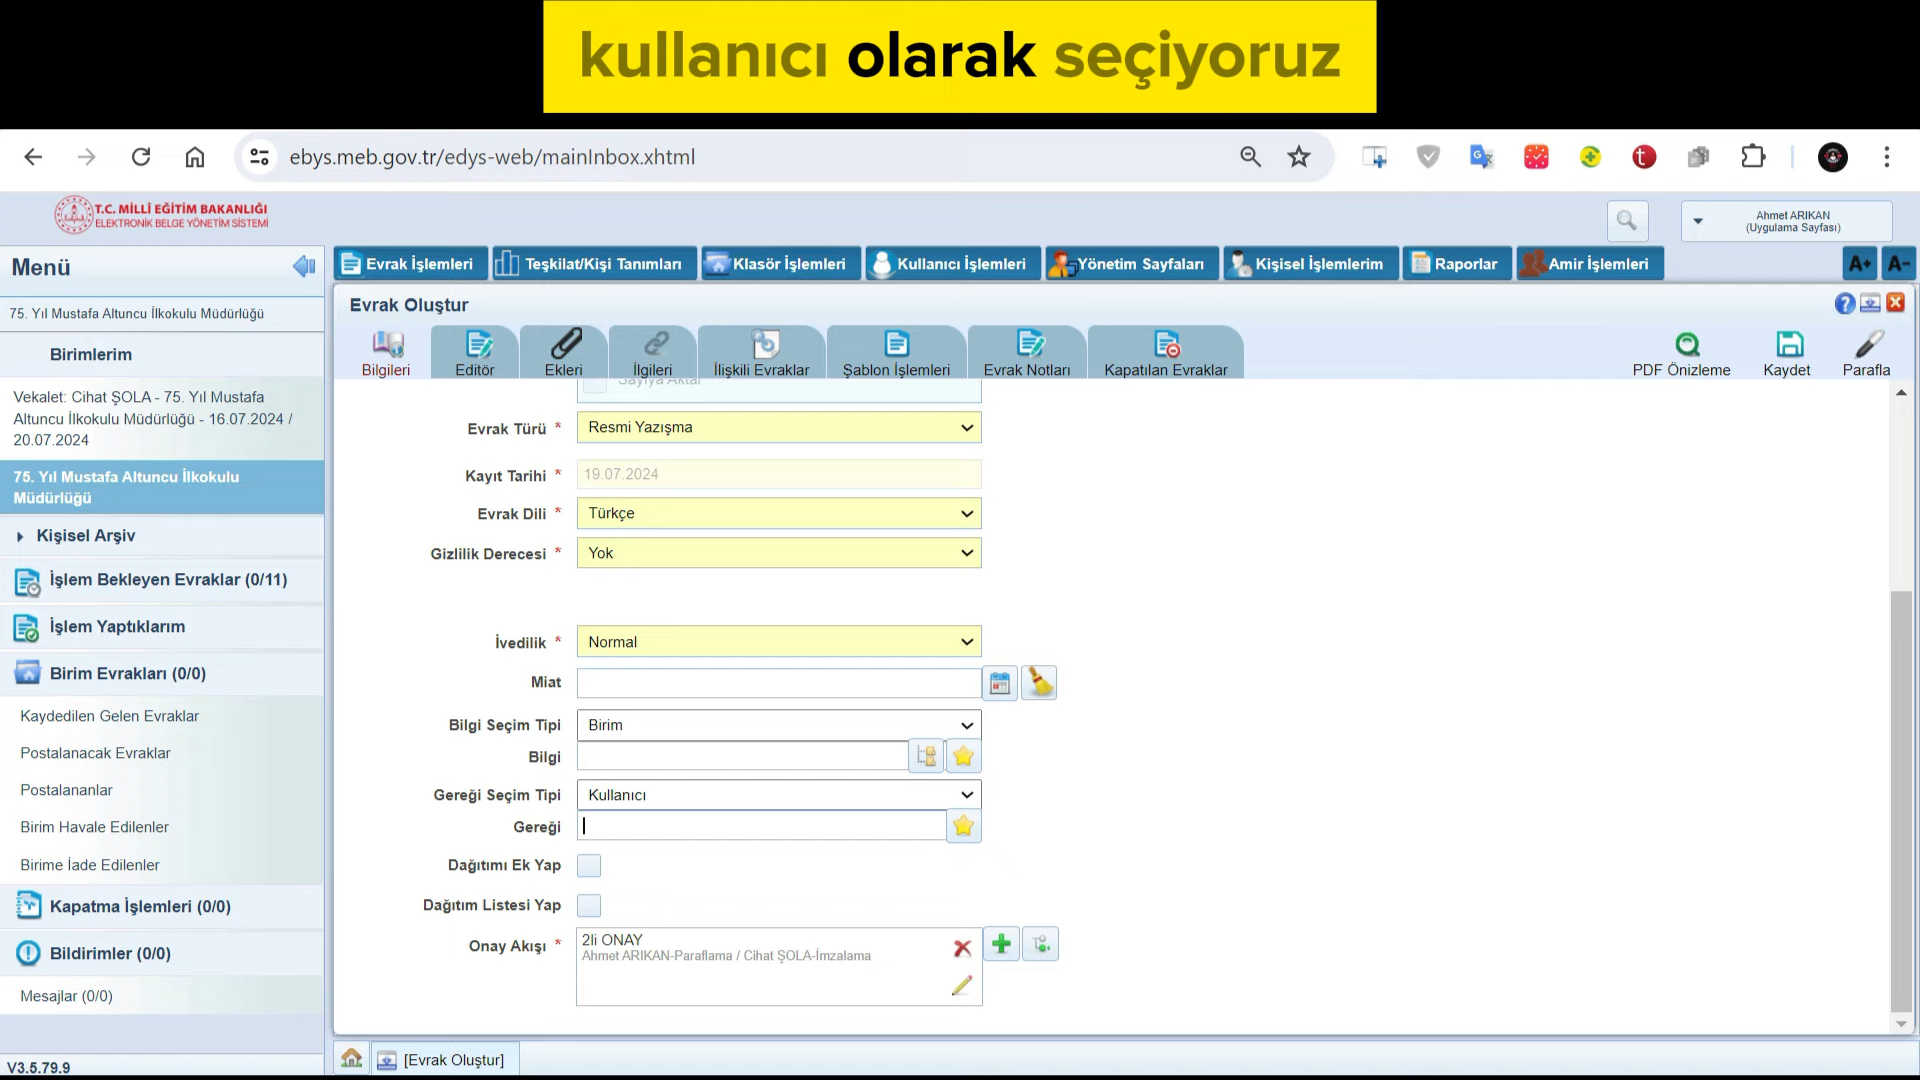 kullanıcı olarak seçiyoruz
ebys.meb.gov.tr/edys-web/mainInbox.xhtml
T.C. MİLLÎ EĞİTİM BAKANLIĞI
ELEKTRONİK BELGE YÖNETİM SİSTEMİ
Ahmet ARIKAN
(Uygulama Sayfası)
Menü
Evrak İşlemleri
Teşkilat/Kişi Tanımları
Klasör İşlemleri
Kullanıcı İşlemleri
Yönetim Sayfaları
Kişisel İşlemlerim
Raporlar
Amir İşlemleri
A+
A-
75. Yıl Mustafa Altuncu İlkokulu Müdürlüğü
Birimlerim
Vekalet: Cihat ŞOLA - 75. Yıl Mustafa
Altuncu İlkokulu Müdürlüğü - 16.07.2024 /
20.07.2024
75. Yıl Mustafa Altuncu İlkokulu
Müdürlüğü
Kişisel Arşiv
İşlem Bekleyen Evraklar (0/11)
İşlem Yaptıklarım
Birim Evrakları (0/0)
Kaydedilen Gelen Evraklar
Postalanacak Evraklar
Postalananlar
Birim Havale Edilenler
Birime İade Edilenler
Kapatma İşlemleri (0/0)
Bildirimler (0/0)
Mesajlar (0/0)
V3.5.79.9
Evrak Oluştur
Bilgileri
Editör
Ekleri
İlgileri
İlişkili Evraklar
Şablon İşlemleri
Evrak Notları
Kapatılan Evraklar
PDF Önizleme
Kaydet
Parafla
Sayıya Aktar
Evrak Türü * Resmi Yazışma
Kayıt Tarihi * 19.07.2024
Evrak Dili * Türkçe
Gizlilik Derecesi * Yok
İvedilik * Normal
Miat
Bilgi Seçim Tipi Birim
Bilgi
Gereği Seçim Tipi Kullanıcı
Gereği
Dağıtımı Ek Yap
Dağıtım Listesi Yap
Onay Akışı * 2li ONAY
Ahmet ARIKAN-Paraflama / Cihat ŞOLA-İmzalama
[Evrak Oluştur]